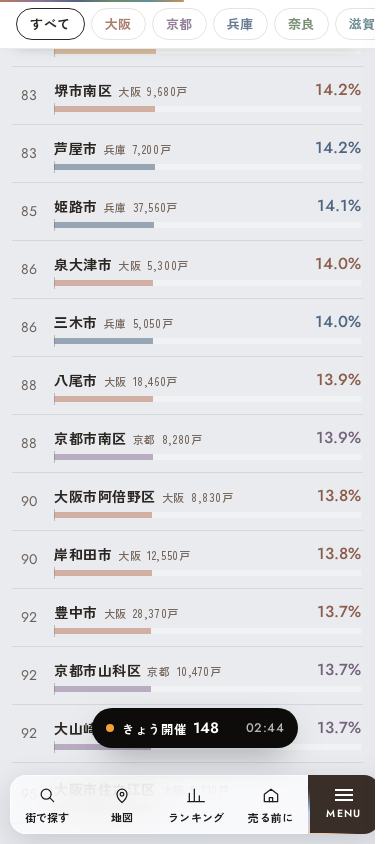 すべて 大阪 京都 兵庫 奈良 滋賀
83 堺市南区 大阪 9,680戸 14.2%
83 芦屋市 兵庫 7,200戸 14.2%
85 姫路市 兵庫 37,560戸 14.1%
86 泉大津市 大阪 5,300戸 14.0%
86 三木市 兵庫 5,050戸 14.0%
88 八尾市 大阪 18,460戸 13.9%
88 京都市南区 京都 8,280戸 13.9%
90 大阪市阿倍野区 大阪 8,830戸 13.8%
90 岸和田市 大阪 12,550戸 13.8%
92 豊中市 大阪 28,370戸 13.7%
92 京都市山科区 京都 10,470戸 13.7%
92 大山崎 13.7%
きょう開催 148 02:44
街で探す 地図 ランキング 売る前に MENU